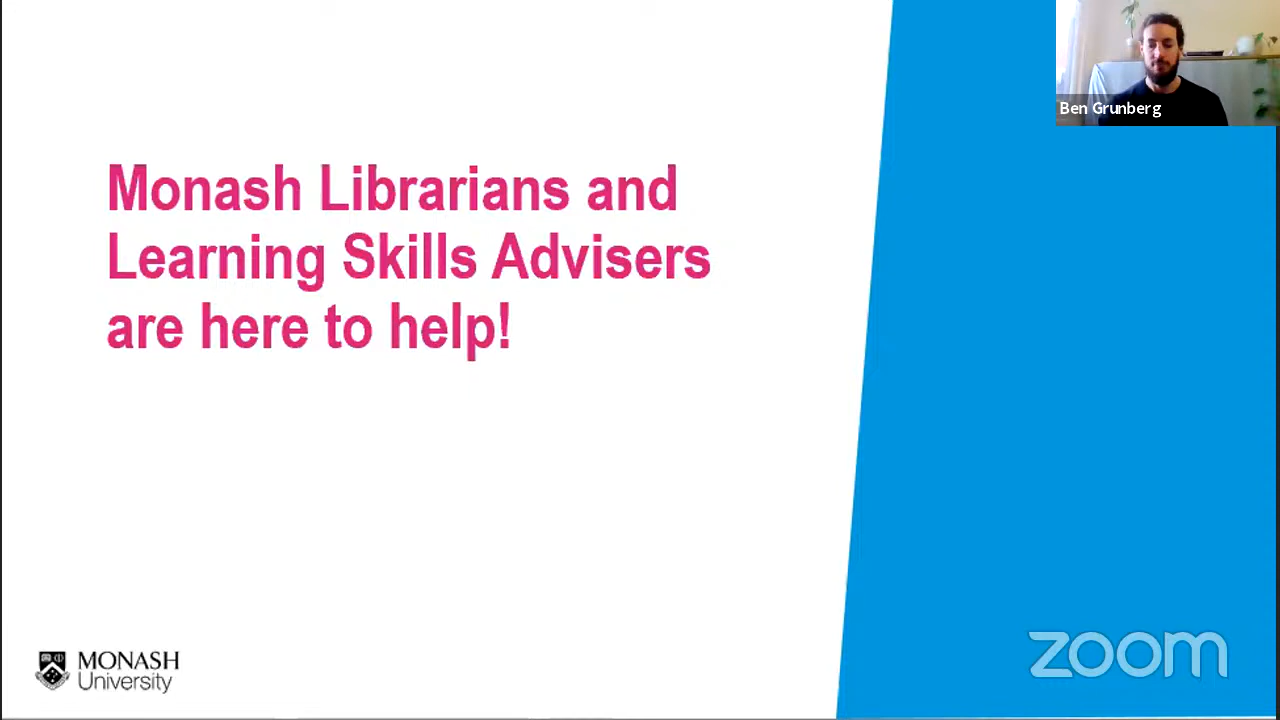 Ben Grunberg
Monash Librarians and
Learning Skills Advisers
are here to help!
MONASH
University
zoom